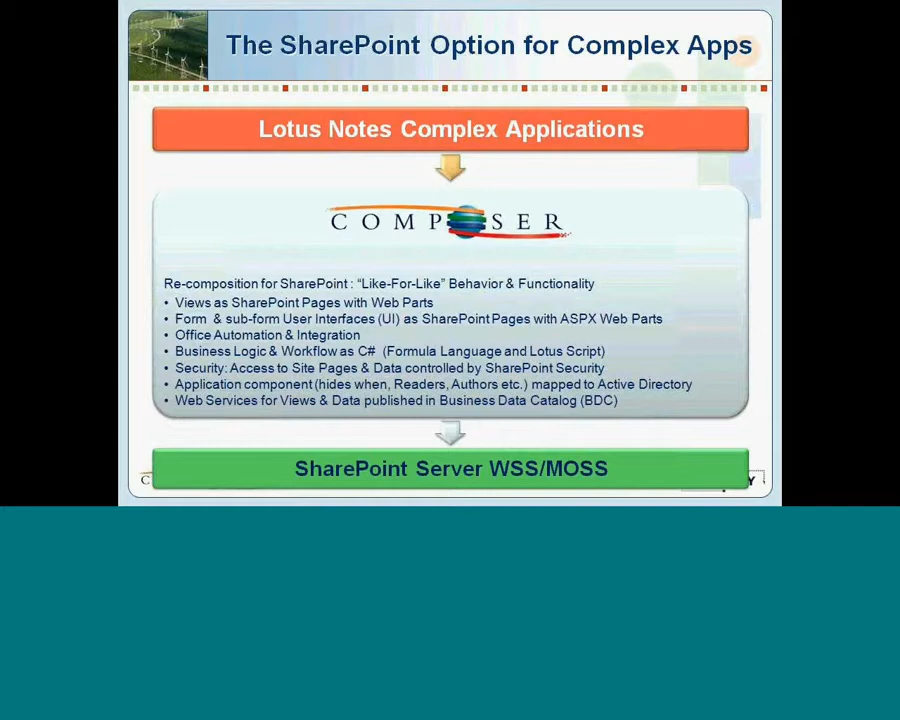 The SharePoint Option for Complex Apps
Lotus Notes Complex Applications
COMPOSER
Re-composition for SharePoint : “Like-For-Like” Behavior & Functionality
• Views as SharePoint Pages with Web Parts
• Form & sub-form User Interfaces (UI) as SharePoint Pages with ASPX Web Parts
• Office Automation & Integration
• Business Logic & Workflow as C# (Formula Language and Lotus Script)
• Security: Access to Site Pages & Data controlled by SharePoint Security
• Application component (hides when, Readers, Authors etc.) mapped to Active Directory
• Web Services for Views & Data published in Business Data Catalog (BDC)
SharePoint Server WSS/MOSS